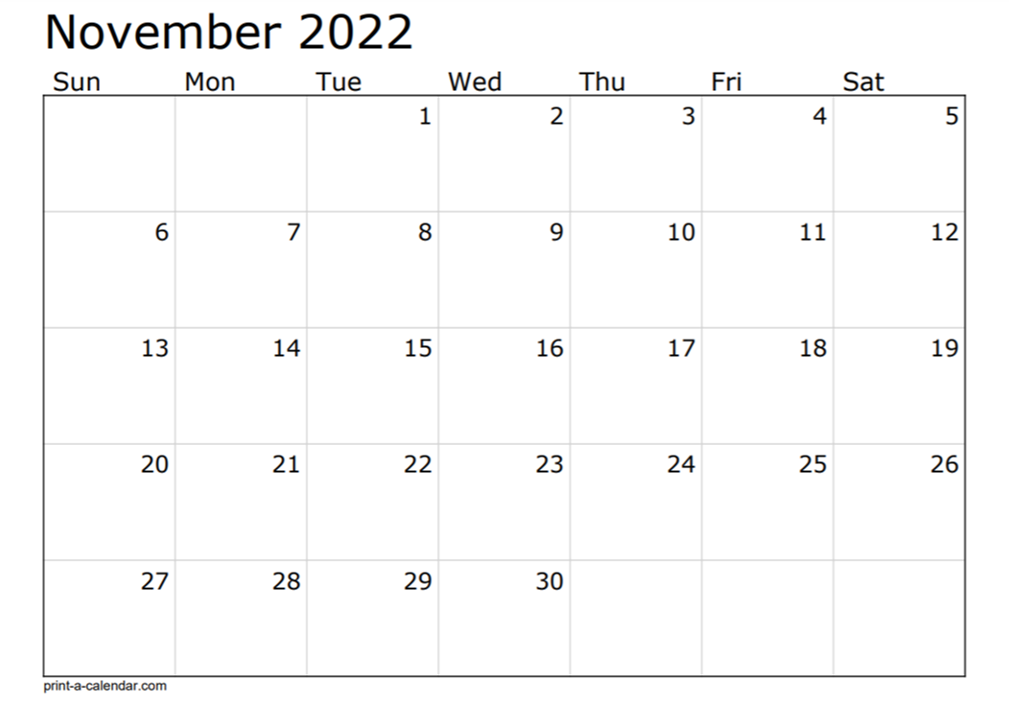 November 2022
Sun Mon Tue Wed Thu Fri Sat
1 2 3 4 5
6 7 8 9 10 11 12
13 14 15 16 17 18 19
20 21 22 23 24 25 26
27 28 29 30
print-a-calendar.com